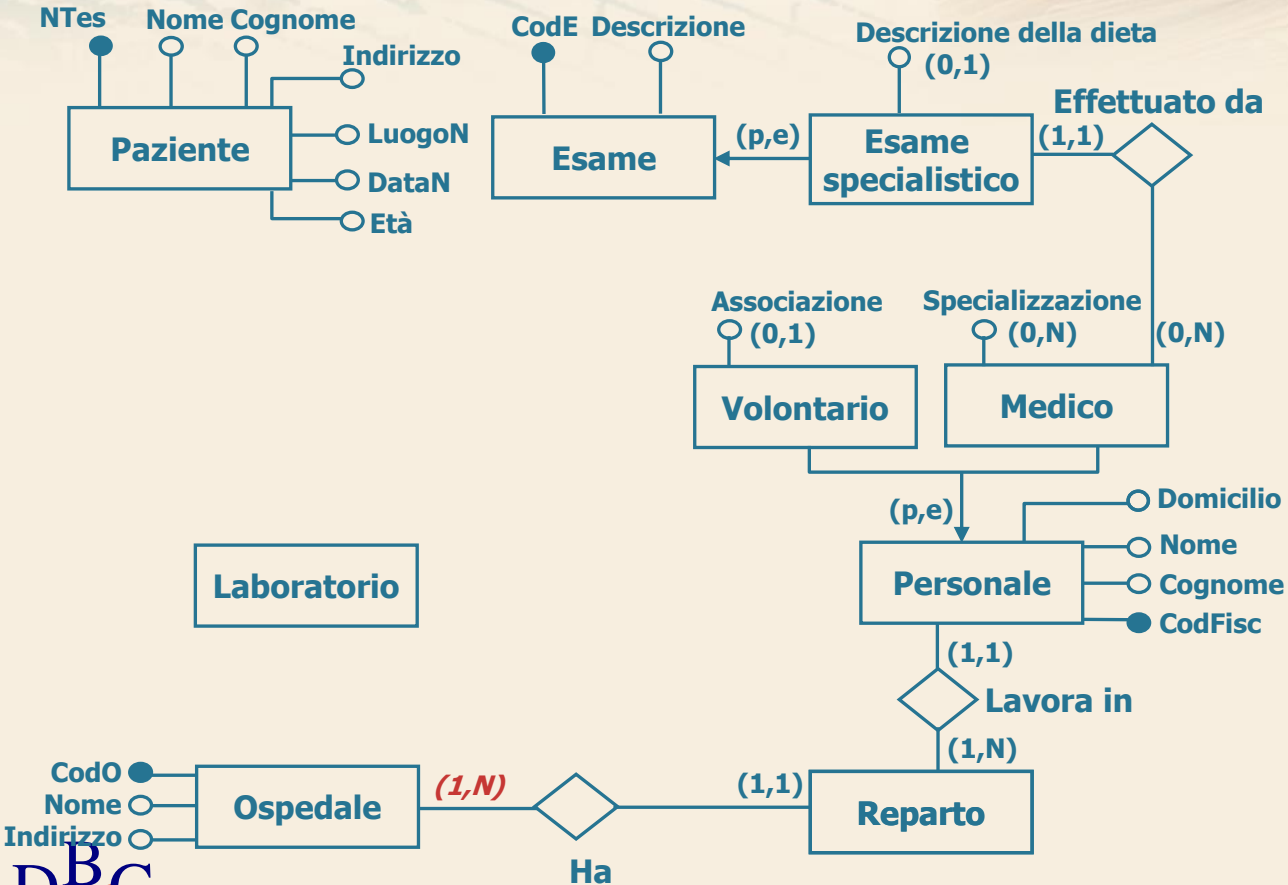 NTes
Nome Cognome
Indirizzo
Paziente
LuogoN
DataN
Età
CodE Descrizione
Esame
(p,e)
Descrizione della dieta
(0,1)
Esame
specialistico
Effettuato da
(1,1)
(0,N)
Associazione
(0,1)
Volontario
Specializzazione
(0,N)
Medico
(p,e)
Personale
Domicilio
Nome
Cognome
CodFisc
(1,1)
Lavora in
(1,N)
Laboratorio
CodO
Nome
Indirizzo
Ospedale
(1,N)
Ha
(1,1)
Reparto
DBG